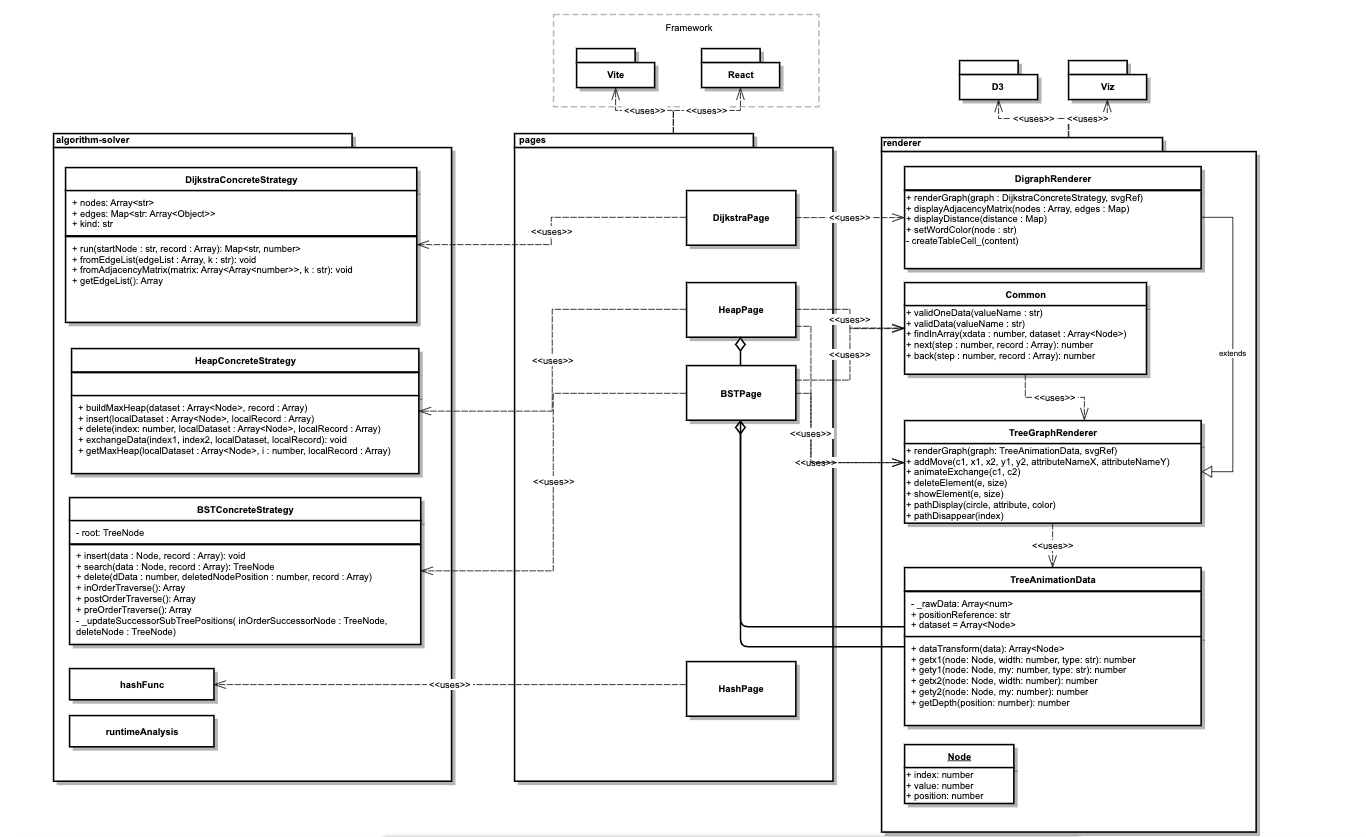 Framework
Vite
React
<<uses>>
<<uses>>
D3
Viz
<<uses>>
<<uses>>
algorithm-solver
DijkstraConcreteStrategy
+ nodes: Array<str>
+ edges: Map<str: Array<Object>>
+ kind: str
+ run(startNode : str, record : Array): Map<str, number>
+ fromEdgeList(edgeList : Array, k : str): void
+ fromAdjacencyMatrix(matrix: Array<Array<number>>, k : str): void
+ getEdgeList(): Array
HeapConcreteStrategy
+ buildMaxHeap(dataset : Array<Node>, record : Array)
+ insert(localDataset : Array<Node>, localRecord : Array)
+ delete(index: number, localDataset : Array<Node>, localRecord : Array)
+ exchangeData(index1, index2, localDataset, localRecord): void
+ getMaxHeap(localDataset : Array<Node>, i : number, localRecord : Array)
BSTConcreteStrategy
- root: TreeNode
+ insert(data : Node, record : Array): void
+ search(data : Node, record : Array): TreeNode
+ delete(dData : number, deletedNodePosition : number, record : Array)
+ inOrderTraverse(): Array
+ postOrderTraverse(): Array
+ preOrderTraverse(): Array
- _updateSuccessorSubTreePositions( inOrderSuccessorNode : TreeNode,
deleteNode : TreeNode)
hashFunc
runtimeAnalysis
<<uses>>
<<uses>>
<<uses>>
<<uses>>
pages
DijkstraPage
HeapPage
BSTPage
HashPage
<<uses>>
<<uses>>
<<uses>>
<<uses>>
<<uses>>
renderer
DigraphRenderer
+ renderGraph(graph : DijkstraConcreteStrategy, svgRef)
+ displayAdjacencyMatrix(nodes : Array, edges : Map)
+ displayDistance(distance : Map)
+ setWordColor(node : str)
- createTableCell_(content)
Common
+ validOneData(valueName : str)
+ validData(valueName : str)
+ findInArray(xdata : number, dataset : Array<Node>)
+ next(step : number, record : Array): number
+ back(step : number, record : Array): number
extends
<<uses>>
TreeGraphRenderer
+ renderGraph(graph: TreeAnimationData, svgRef)
+ addMove(c1, x1, x2, y1, y2, attributeNameX, attributeNameY)
+ animateExchange(c1, c2)
+ deleteElement(e, size)
+ showElement(e, size)
+ pathDisplay(circle, attribute, color)
+ pathDisappear(index)
<<uses>>
TreeAnimationData
- _rawData: Array<num>
+ positionReference: str
+ dataset = Array<Node>
+ dataTransform(data): Array<Node>
+ getx1(node: Node, width: number, type: str): number
+ gety1(node: Node, my: number, type: str): number
+ getx2(node: Node, width: number): number
+ gety2(node: Node, my: number): number
+ getDepth(position: number): number
Node
+ index: number
+ value: number
+ position: number